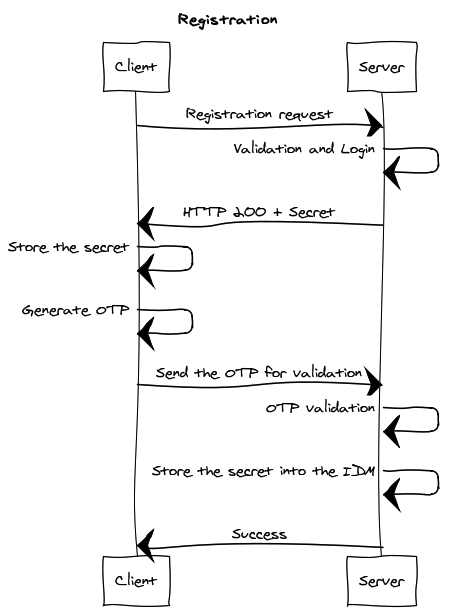 Registration
Client
Server
Registration request
Validation and Login
HTTP 200 + Secret
Store the secret
Generate OTP
Send the OTP for validation
OTP validation
Store the secret into the IDM
Success
Client
Server